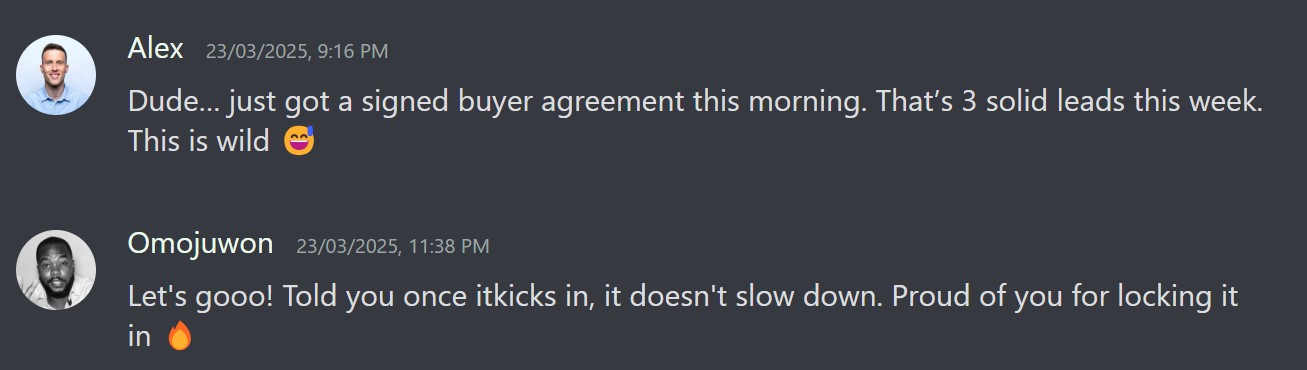 Alex 23/03/2025, 9:16 PM
Dude... just got a signed buyer agreement this morning. That’s 3 solid leads this week.
This is wild 😅
Omojuwon 23/03/2025, 11:38 PM
Let's gooo! Told you once itkicks in, it doesn't slow down. Proud of you for locking it
in 🔥